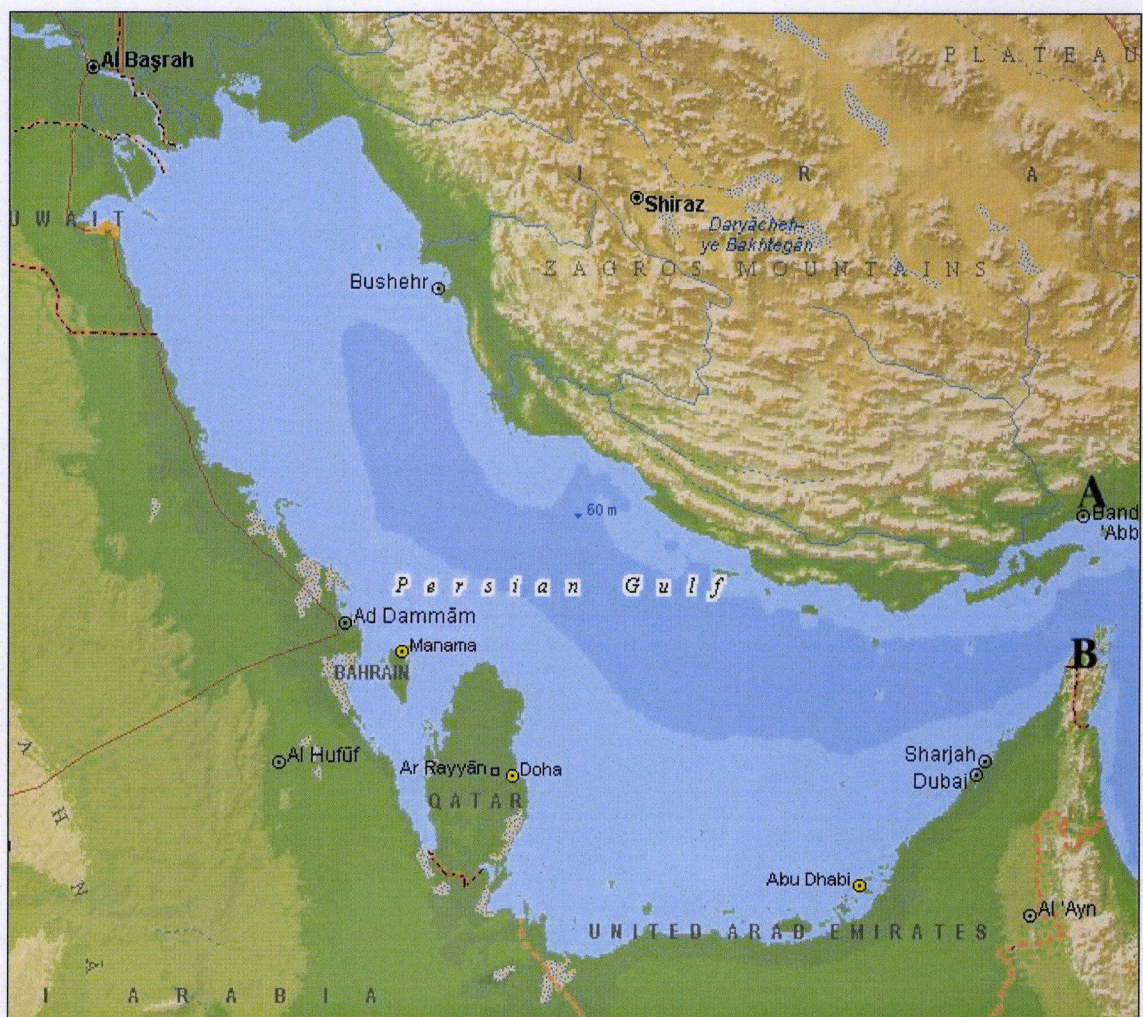 PLATEAU
Al Başrah
I R A
UWAIT
Shiraz
Daryācheh-
ye Bakhtegān
ZAGROS MOUNTAINS
Bushehr
A
60 m
Band
'Abb
Persian Gulf
Ad Dammām
Manama
B
BAHRAIN
Al Hufūf
Sharjah
Ar Rayyān
Doha
Dubai
QATAR
A H N A
Abu Dhabi
Al 'Ayn
UNITED ARAB EMIRATES
I ARABIA